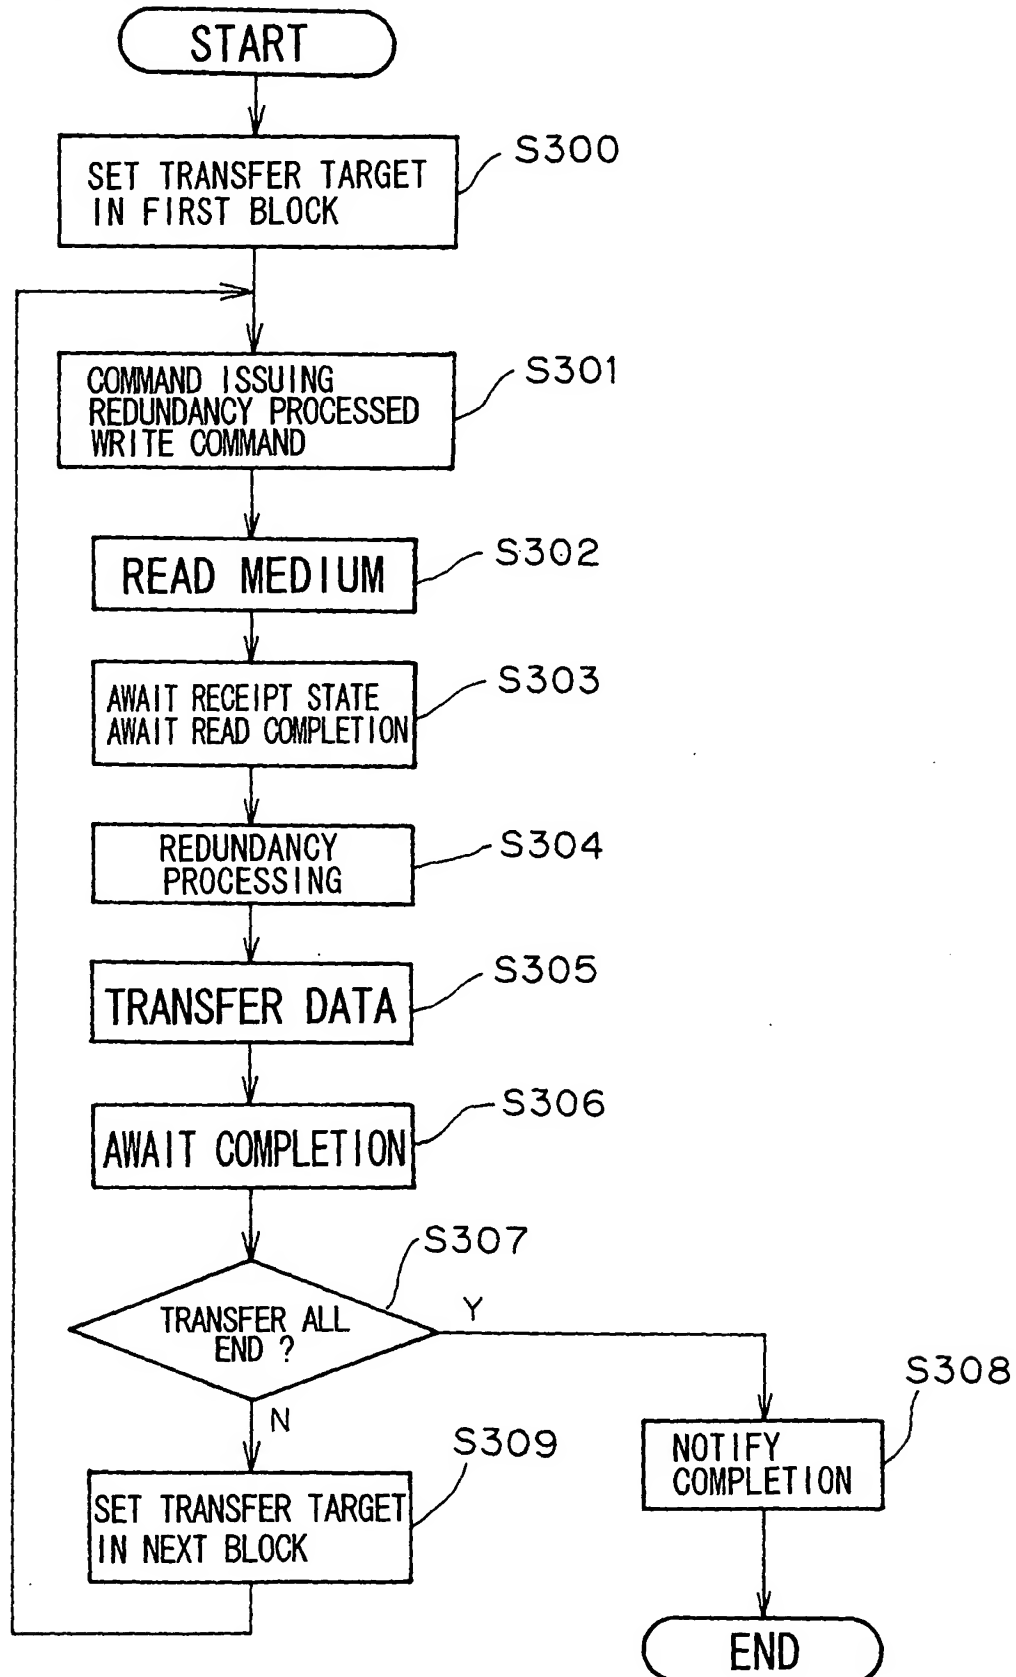 START
S300
SET TRANSFER TARGET
IN FIRST BLOCK
S301
COMMAND ISSUING
REDUNDANCY PROCESSED
WRITE COMMAND
S302
READ MEDIUM
S303
AWAIT RECEIPT STATE
AWAIT READ COMPLETION
S304
REDUNDANCY
PROCESSING
S305
TRANSFER DATA
S306
AWAIT COMPLETION
S307
TRANSFER ALL
END ?
Y
N
S308
NOTIFY
COMPLETION
S309
SET TRANSFER TARGET
IN NEXT BLOCK
END